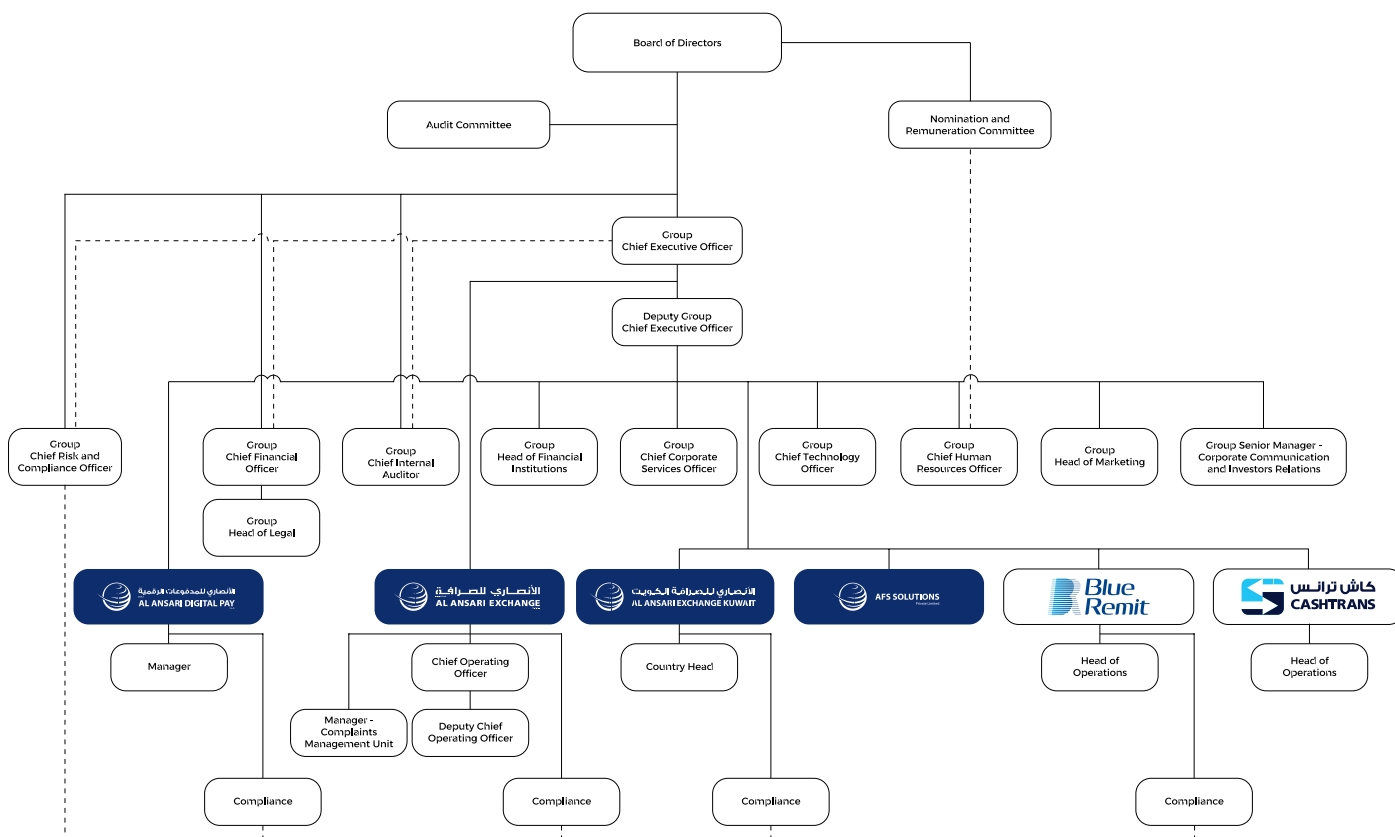 Board of Directors
Audit Committee
Nomination and
Remuneration Committee
Group
Chief Executive Officer
Deputy Group
Chief Executive Officer
Group
Chief Risk and
Compliance Officer
Group
Chief Financial
Officer
Group
Chief Internal
Auditor
Group
Head of Financial
Institutions
Group
Chief Corporate
Services Officer
Group
Chief Technology
Officer
Group
Chief Human
Resources Officer
Group
Head of Marketing
Group Senior Manager -
Corporate Communication
and Investors Relations
Group
Head of Legal
الأنصاري للمدفوعات الرقمية
AL ANSARI DIGITAL PAY
الأنصاري للصرافة
AL ANSARI EXCHANGE
الأنصاري للصرافة الكويت
AL ANSARI EXCHANGE KUWAIT
AFS SOLUTIONS
Private Limited
Blue
Remit
كاش ترانس
CASHTRANS
Manager
Chief Operating
Officer
Country Head
Head of
Operations
Head of
Operations
Manager -
Complaints
Management Unit
Deputy Chief
Operating Officer
Compliance
Compliance
Compliance
Compliance